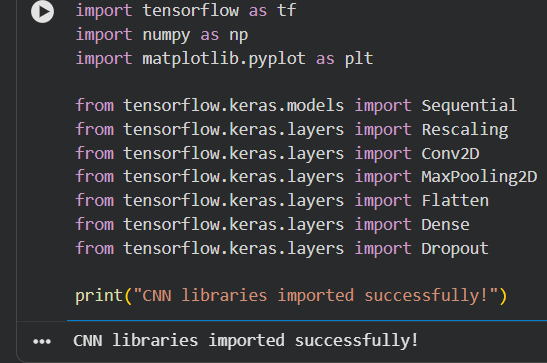 import tensorflow as tf
import numpy as np
import matplotlib.pyplot as plt
from tensorflow.keras.models import Sequential
from tensorflow.keras.layers import Rescaling
from tensorflow.keras.layers import Conv2D
from tensorflow.keras.layers import MaxPooling2D
from tensorflow.keras.layers import Flatten
from tensorflow.keras.layers import Dense
from tensorflow.keras.layers import Dropout
print("CNN libraries imported successfully!")
CNN libraries imported successfully!